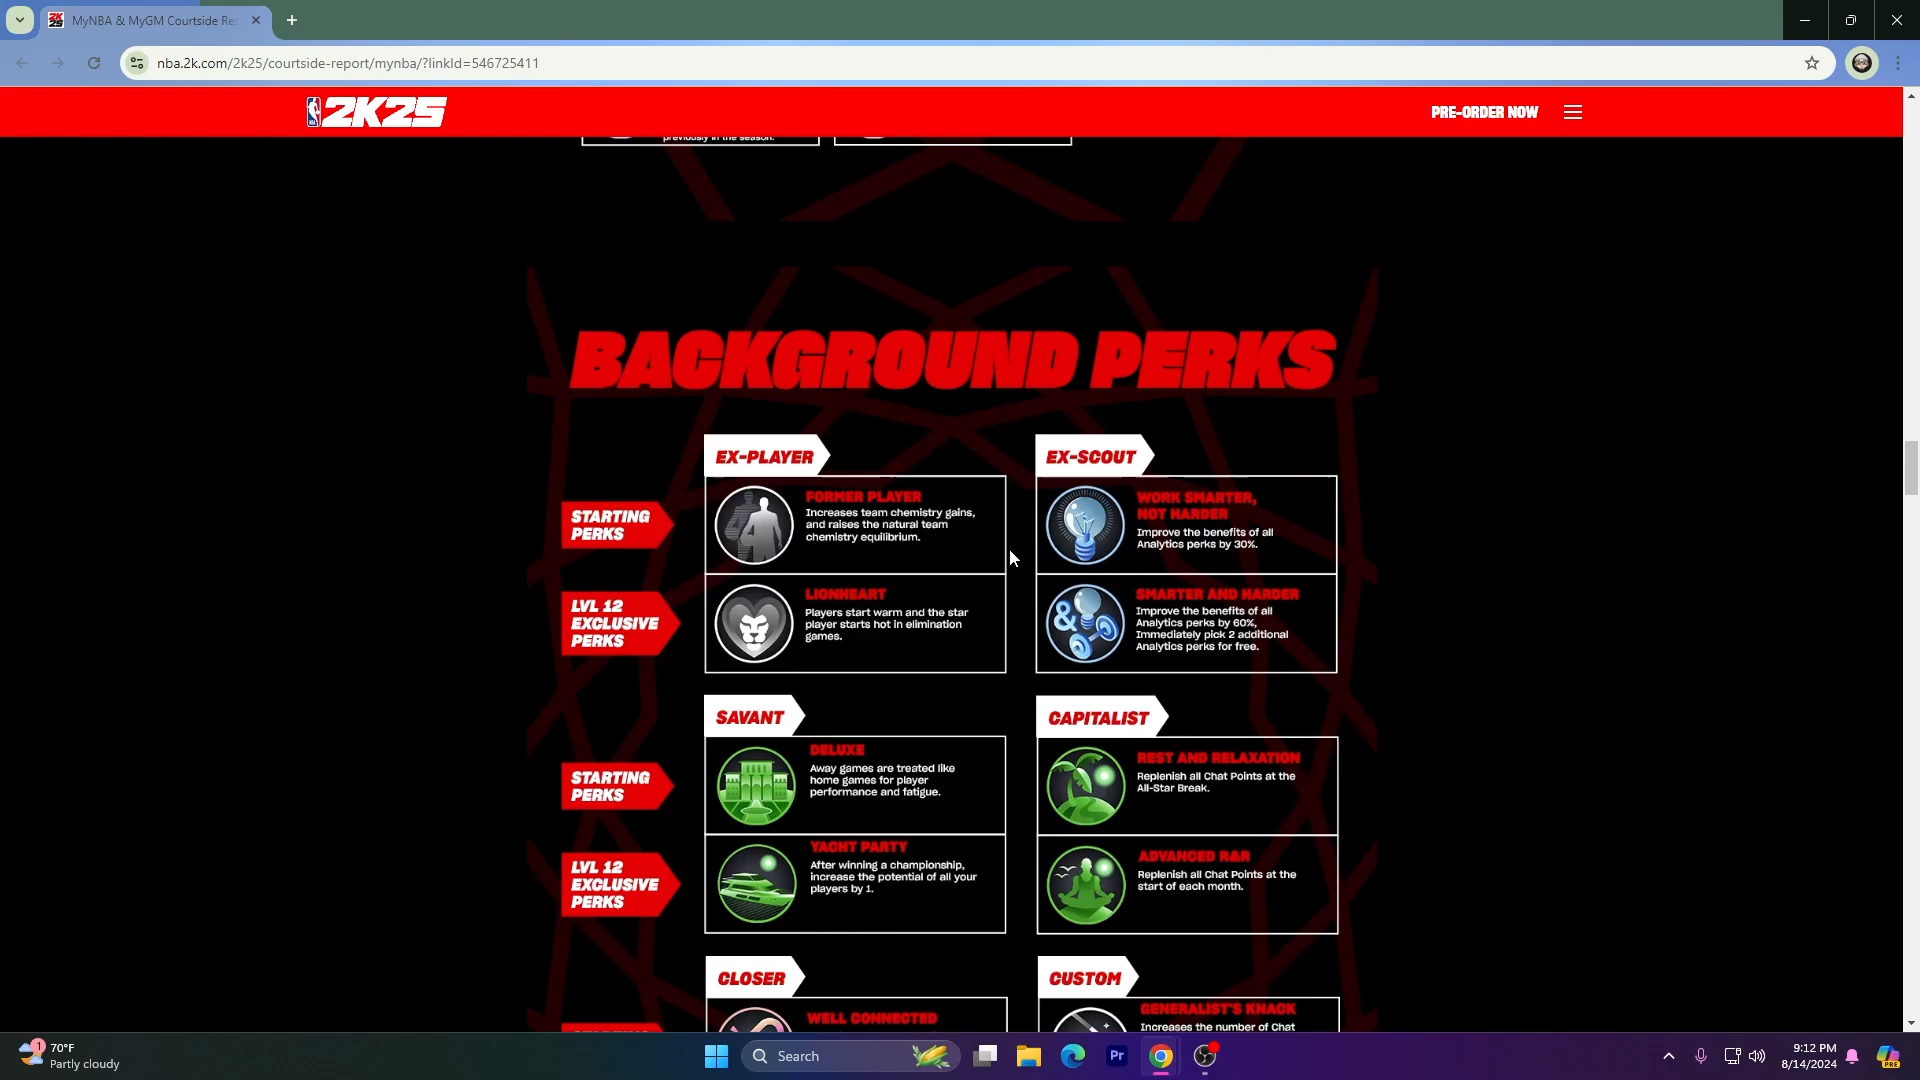 MyNBA & MyGM Courtside Re
nba.2k.com/2k25/courtside-report/mynba/?linkId=546725411
2K25
PRE-ORDER NOW
previously in the season.
BACKGROUND PERKS
EX-PLAYER
STARTING
PERKS
FORMER PLAYER
Increases team chemistry gains,
and raises the natural team
chemistry equilibrium.
LVL 12
EXCLUSIVE
PERKS
LIONHEART
Players start warm and the star
player starts hot in elimination
games.
EX-SCOUT
WORK SMARTER,
NOT HARDER
Improve the benefits of all
Analytics perks by 30%.
SMARTER AND HARDER
Improve the benefits of all
Analytics perks by 60%,
Immediately pick 2 additional
Analytics perks for free.
SAVANT
STARTING
PERKS
DELUXE
Away games are treated like
home games for player
performance and fatigue.
LVL 12
EXCLUSIVE
PERKS
YACHT PARTY
After winning a championship,
increase the potential of all your
players by 1.
CAPITALIST
REST AND RELAXATION
Replenish all Chat Points at the
All-Star Break.
ADVANCED R&R
Replenish all Chat Points at the
start of each month.
CLOSER
WELL CONNECTED
CUSTOM
GENERALIST'S KNACK
Increases the number of Chat
1
70°F
Partly cloudy
Search
Pr
9:12 PM
8/14/2024
PRE